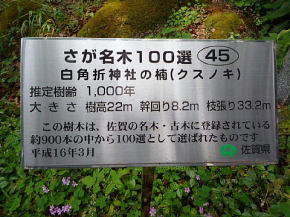 さが名木100選 ㊺
白角折神社の楠(クスノキ)
推定樹齢 1,000年
大きさ 樹高22m 幹回り8.2m 枝張り33.2m
この樹木は、佐賀の名木・古木に登録されている
約900本の中から100選として選ばれたものです。
平成16年3月 佐賀県